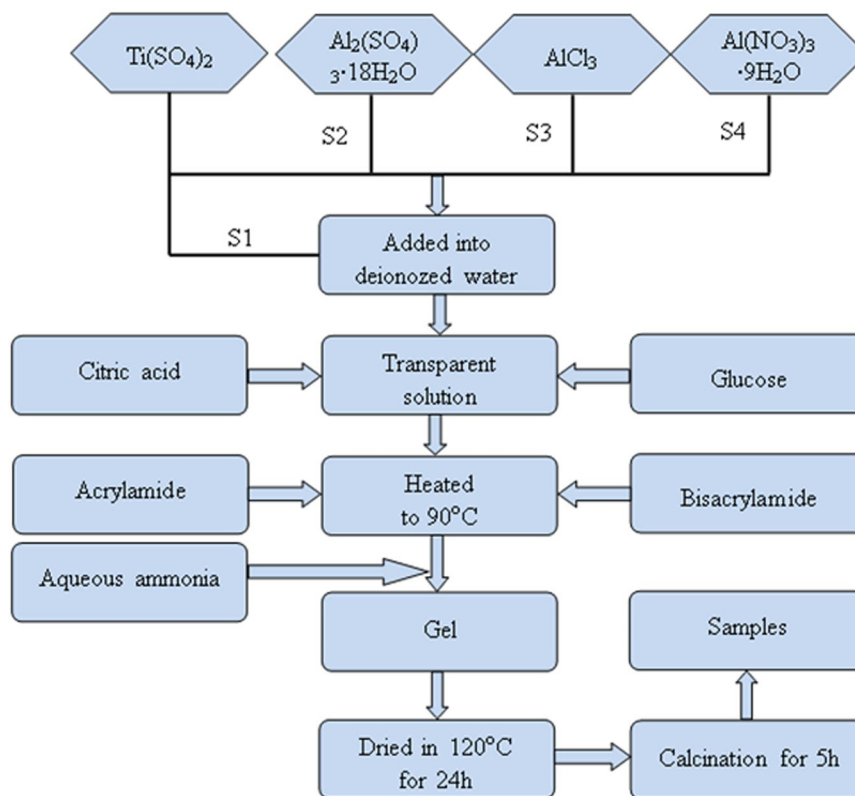 Ti(SO₄)₂
Al₂(SO₄)
₃·18H₂O
AlCl₃
Al(NO₃)₃
·9H₂O
S2
S3
S4
S1
Added into
deionozed water
Citric acid
Transparent
solution
Glucose
Acrylamide
Heated
to 90°C
Bisacrylamide
Aqueous ammonia
Gel
Samples
Dried in 120°C
for 24h
Calcination for 5h